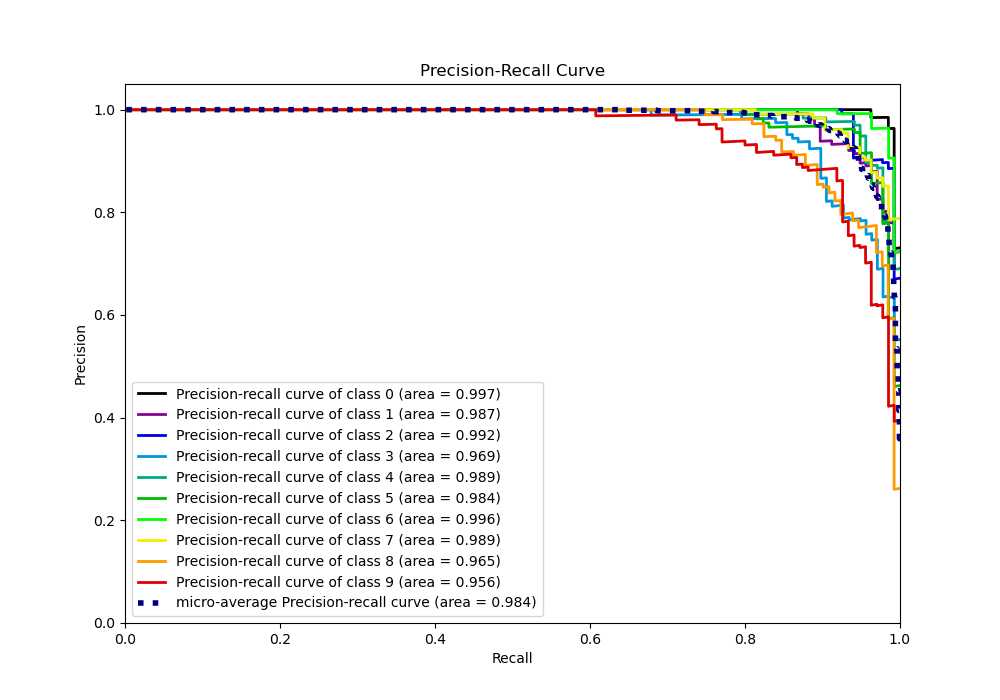 Precision-Recall Curve
1.0
0.8
0.6
0.4
0.2
0.0
Precision
Precision-recall curve of class 0 (area = 0.997)
Precision-recall curve of class 1 (area = 0.987)
Precision-recall curve of class 2 (area = 0.992)
Precision-recall curve of class 3 (area = 0.969)
Precision-recall curve of class 4 (area = 0.989)
Precision-recall curve of class 5 (area = 0.984)
Precision-recall curve of class 6 (area = 0.996)
Precision-recall curve of class 7 (area = 0.989)
Precision-recall curve of class 8 (area = 0.965)
Precision-recall curve of class 9 (area = 0.956)
micro-average Precision-recall curve (area = 0.984)
0.0 0.2 0.4 0.6 0.8 1.0
Recall